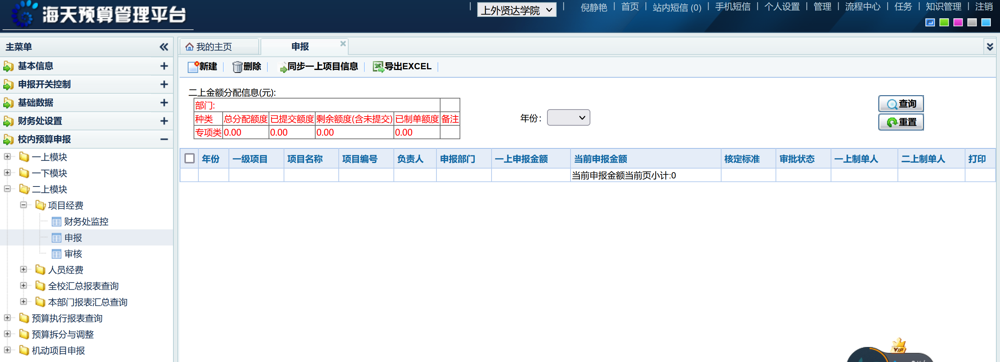 海天预算管理平台
上外贤达学院
倪静艳 首页 站内短信 (0) 手机短信 个人设置 管理 流程中心 任务 知识管理 注销
主菜单
我的主页 申报
基本信息
申报开关控制
基础数据
财务处设置
校内预算申报
一上模块
一下模块
二上模块
项目经费
财务处监控
申报
审核
人员经费
全校汇总报表查询
本部门报表汇总查询
预算执行报表查询
预算拆分与调整
机动项目申报
新建 删除 同步一上项目信息 导出EXCEL
二上金额分配信息(元):
部门:
种类 总分配额度 已提交额度 剩余额度(含未提交) 已制单额度 备注
专项类 0.00 0.00 0.00 0.00
年份:
查询
重置
年份 一级项目 项目名称 项目编号 负责人 申报部门 一上申报金额 当前申报金额 核定标准 审批状态 一上制单人 二上制单人 打印
当前申报金额当前页小计:0
VIP